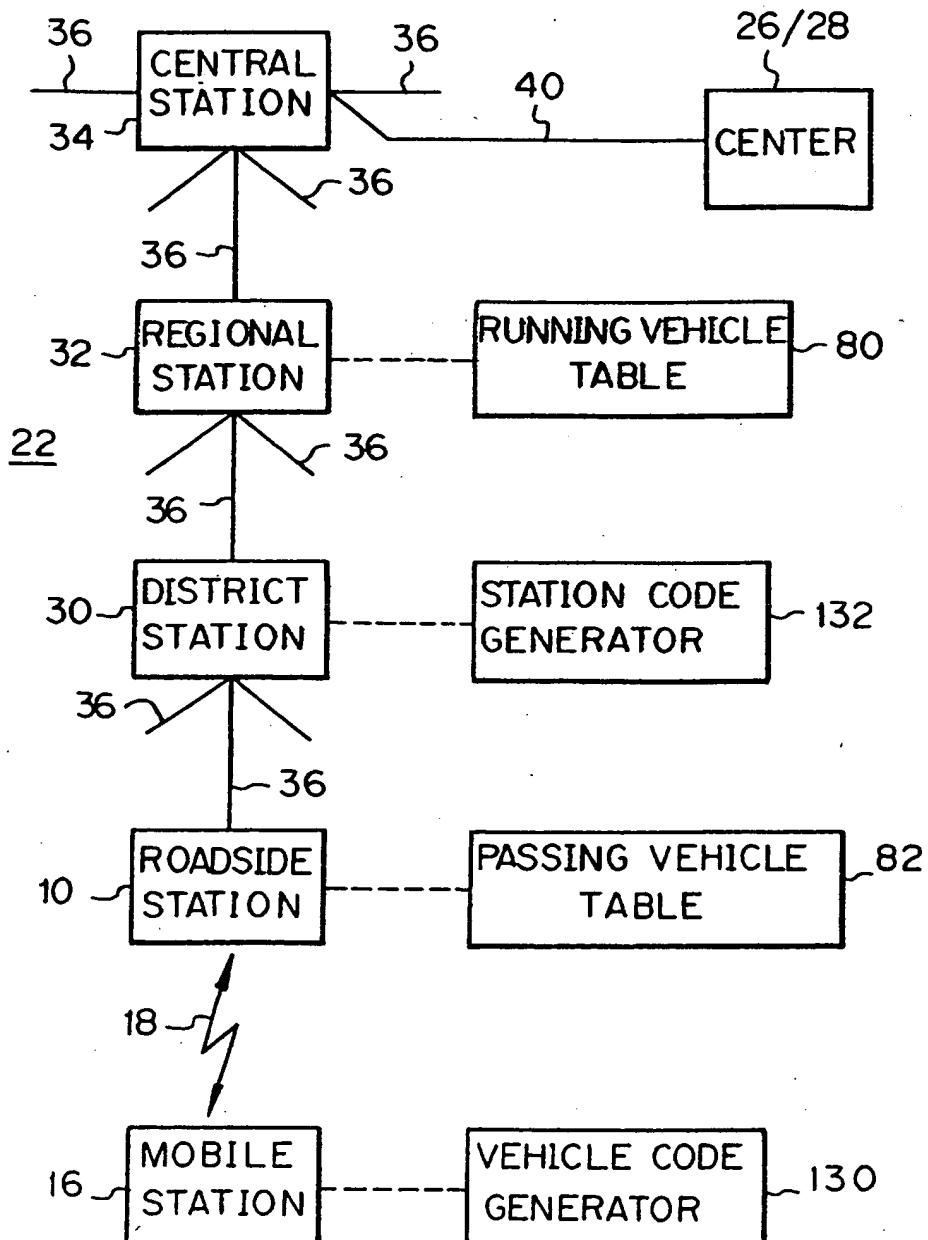 36
CENTRAL
STATION
34
36
40
26/28
CENTER
36
36
32
REGIONAL
STATION
RUNNING VEHICLE
TABLE
80
22
36
36
30
DISTRICT
STATION
STATION CODE
GENERATOR
132
36
36
10
ROADSIDE
STATION
PASSING VEHICLE
TABLE
82
18
16
MOBILE
STATION
VEHICLE CODE
GENERATOR
130